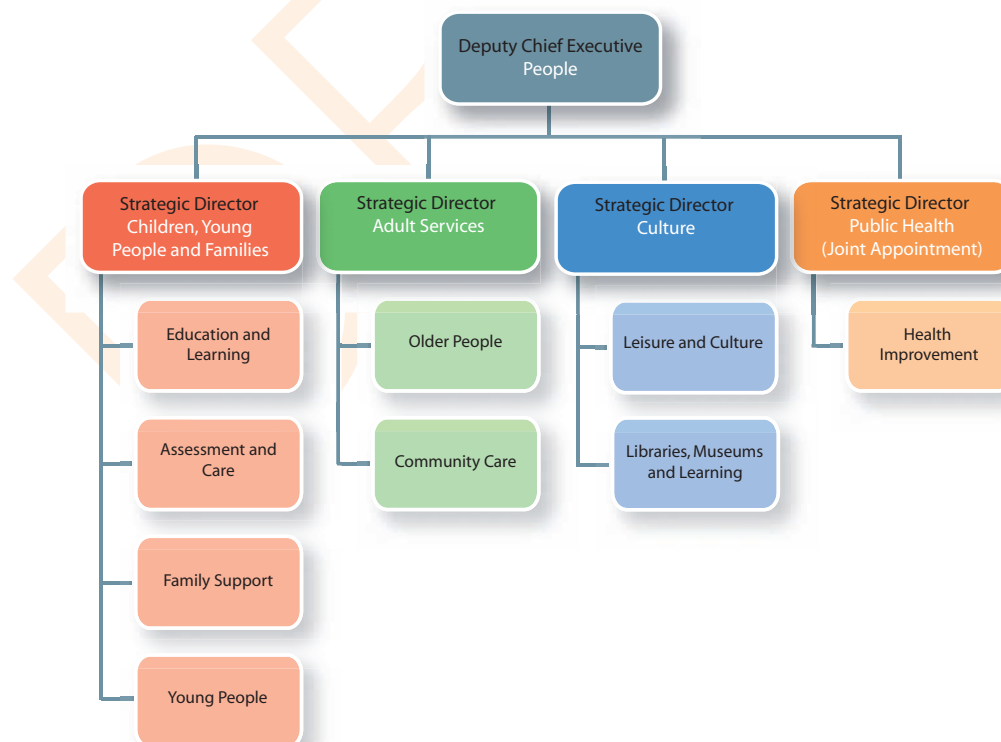 Deputy Chief Executive
People
Strategic Director
Children, Young
People and Families
Strategic Director
Adult Services
Strategic Director
Culture
Strategic Director
Public Health
(Joint Appointment)
Education and
Learning
Older People
Leisure and Culture
Health
Improvement
Assessment and
Care
Community Care
Libraries, Museums
and Learning
Family Support
Young People